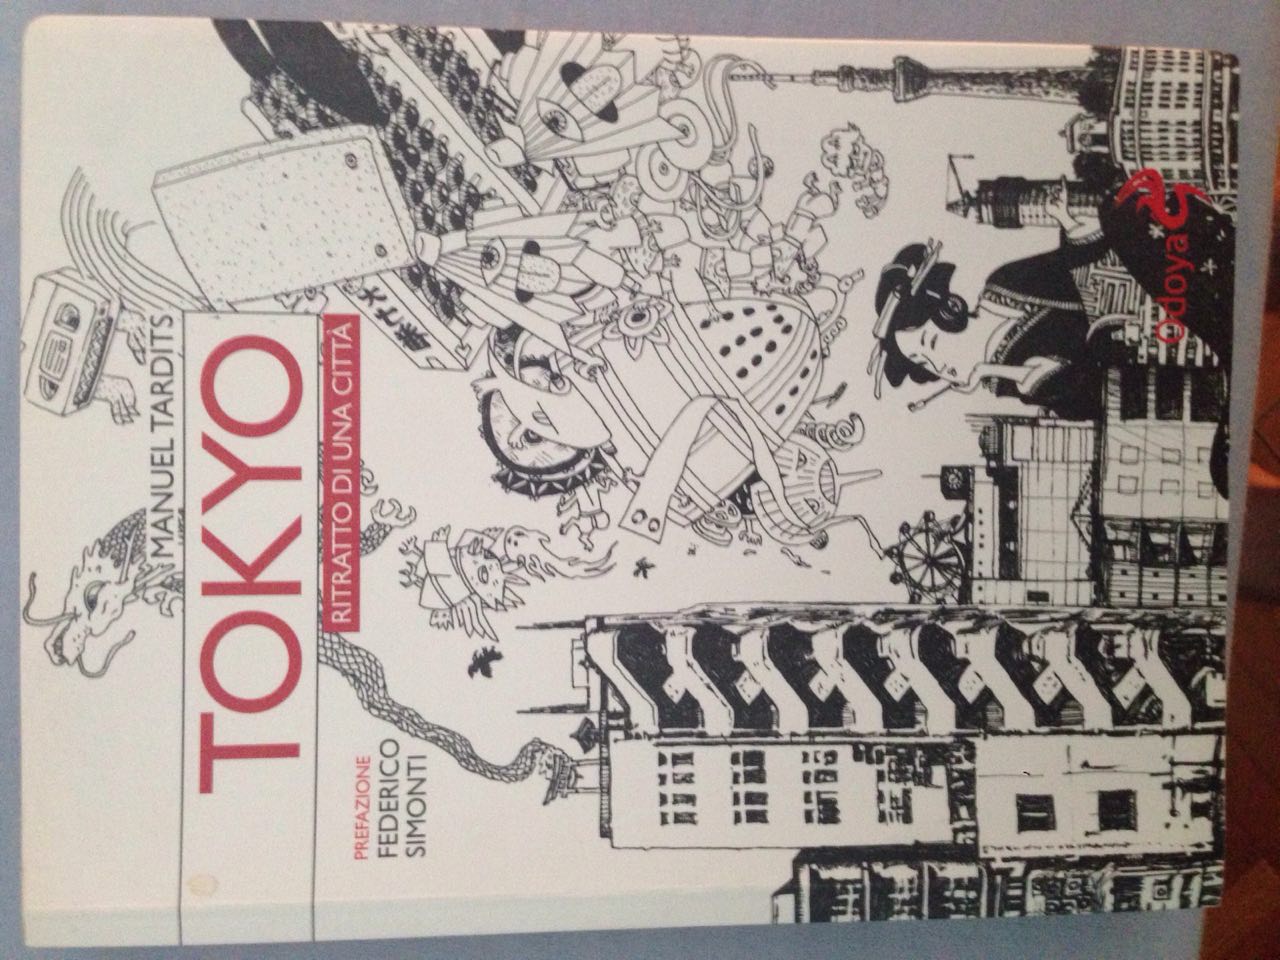 MANUEL TARDITS
TOKYO
RITRATTO DI UNA CITTÀ
PREFAZIONE
FEDERICO
SIMONTI
odoya